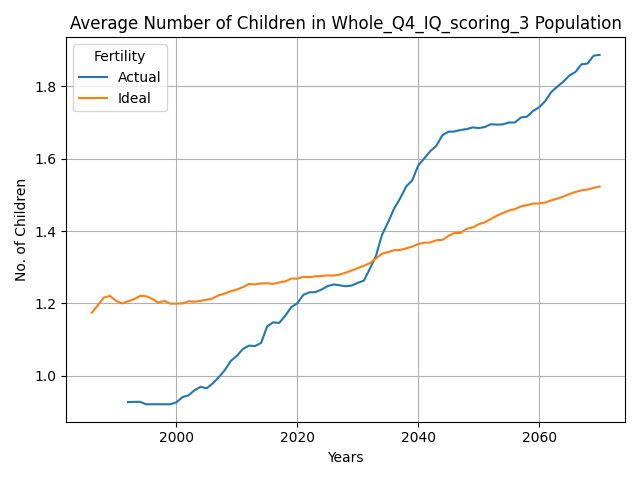 Average Number of Children in Whole_Q4_IQ_scoring_3 Population
Fertility
Actual
Ideal
No. of Children
1.8
1.6
1.4
1.2
1.0
2000 2020 2040 2060
Years